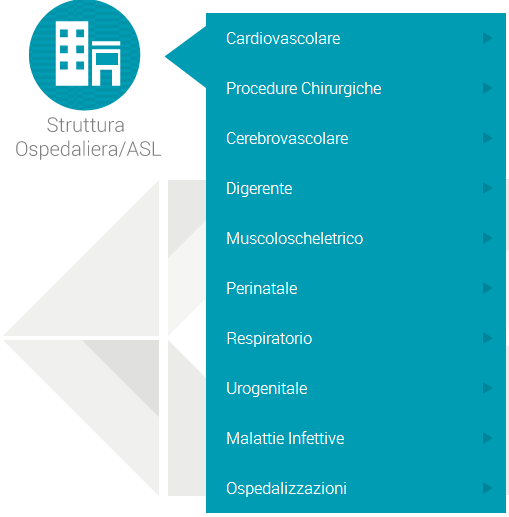 Struttura
Ospedaliera/ASL
Cardiovascolare
Procedure Chirurgiche
Cerebrovascolare
Digerente
Muscoloscheletrico
Perinatale
Respiratorio
Urogenitale
Malattie Infettive
Ospedalizzazioni